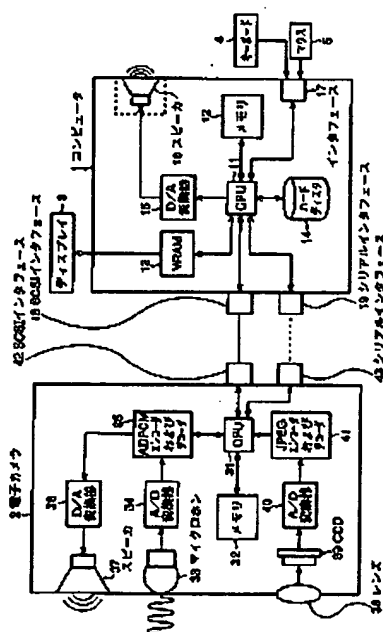 1 コンピュータ
4 キーボード
5 マウス
17
インタフェース
16 スピーカ
12
メモリ
11
CPU
15
D/A
変換器
14
ハードディスク
13
VRAM
ディスプレイ
18 SCSIインタフェース
42 SCSIインタフェース
19 シリアルインタフェース
43 シリアルインタフェース
2 電子カメラ
35
ADPCM
エンコーダ
および
デコーダ
36
D/A
変換器
37
スピーカ
34
A/D
変換器
33 マイクロホン
31
CPU
32
メモリ
41
JPEG
エンコーダ
および
デコーダ
40
A/D
変換器
39 CCD
38 レンズ